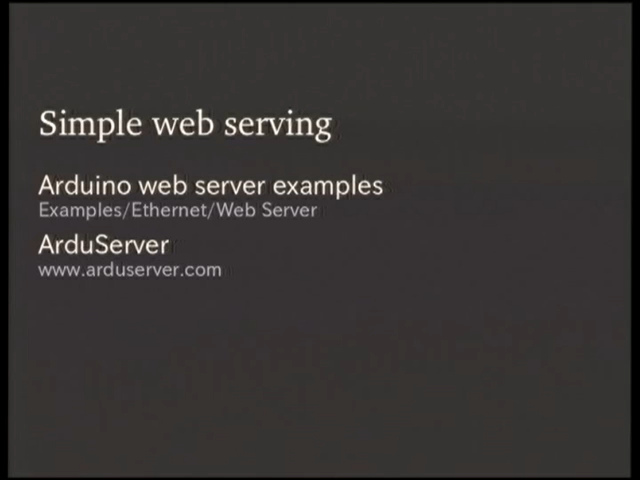 Simple web serving
Arduino web server examples
Examples/Ethernet/Web Server
ArduServer
www.arduserver.com